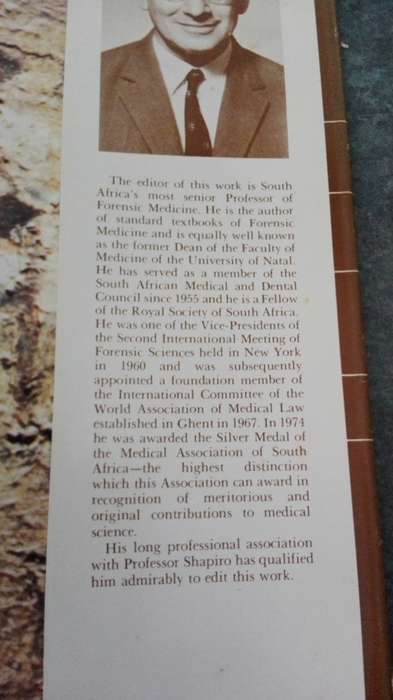 The editor of this work is South
Africa's most senior Professor of
Forensic Medicine. He is the author
of standard textbooks of Forensic
Medicine and is equally well known
as the former Dean of the Faculty of
Medicine of the University of Natal.
He has served as a member of the
South African Medical and Dental
Council since 1955 and he is a Fellow
of the Royal Society of South Africa.
He was one of the Vice-Presidents of
the Second International Meeting of
Forensic Sciences held in New York
in 1960 and was subsequently
appointed a foundation member of
the International Committee of the
World Association of Medical Law
established in Ghent in 1967. In 1974
he was awarded the Silver Medal of
the Medical Association of South
Africa—the highest distinction
which this Association can award in
recognition of meritorious and
original contributions to medical
science.
His long professional association
with Professor Shapiro has qualified
him admirably to edit this work.